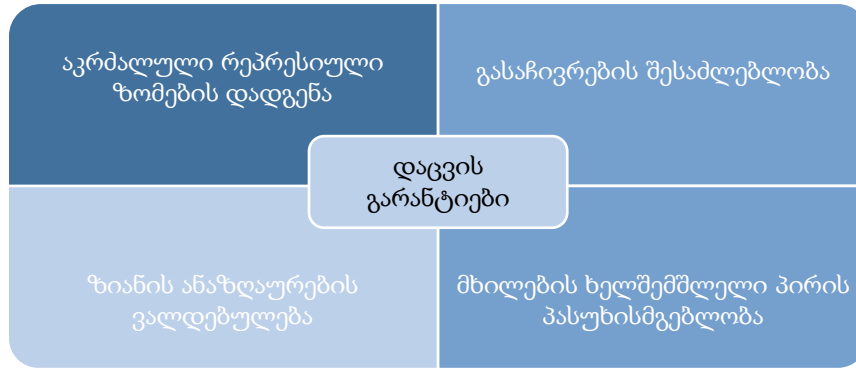 აკრძალული რეპრესიული
ზომების დადგენა
გასაჩივრების შესაძლებლობა
დაცვის
გარანტიები
ზიანის ანაზღაურების
ვალდებულება
მხილების ხელშემშლელი პირის
პასუხისმგებლობა